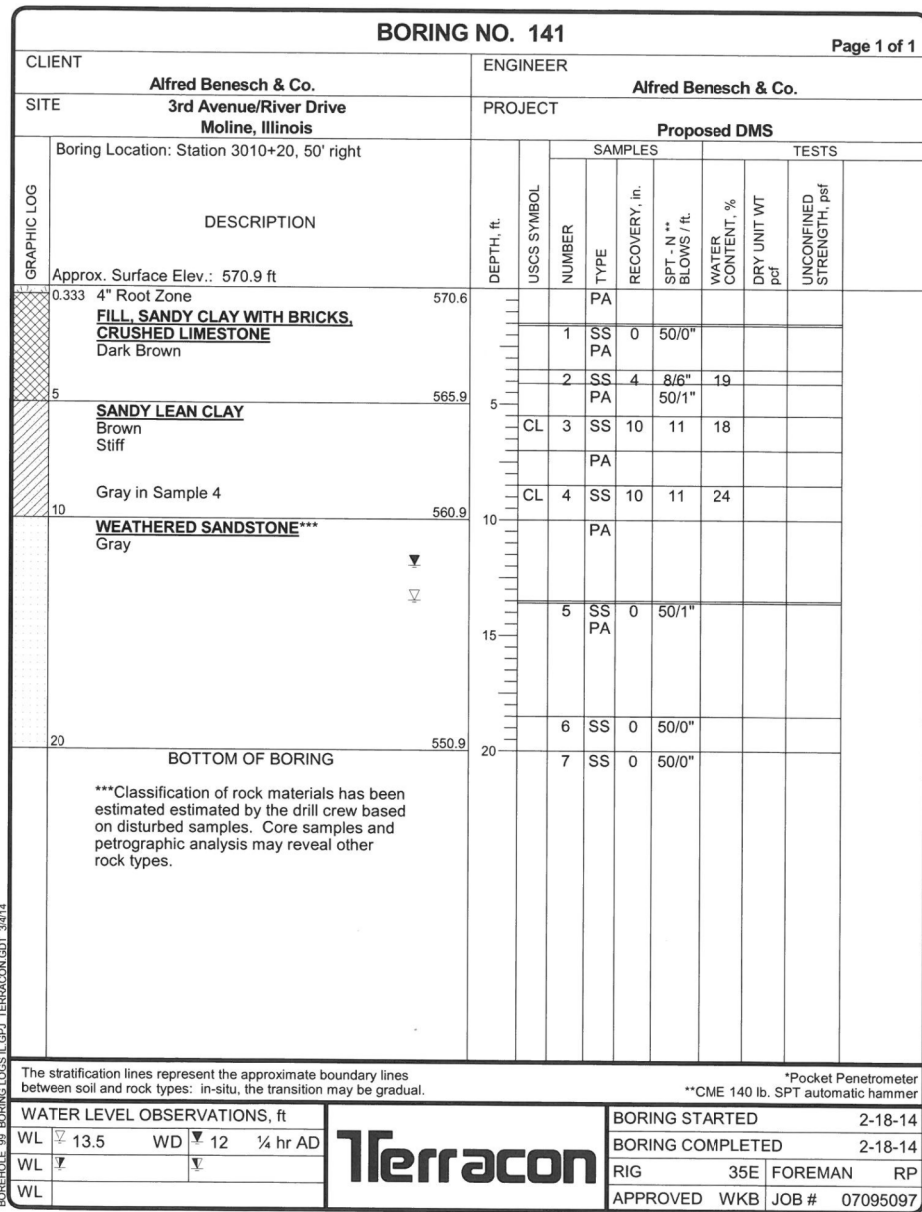 BORING NO. 141
Page 1 of 1
CLIENT
Alfred Benesch & Co.
ENGINEER
Alfred Benesch & Co.
SITE
3rd Avenue/River Drive
Moline, Illinois
PROJECT
Proposed DMS
GRAPHIC LOG
Boring Location: Station 3010+20, 50' right
DESCRIPTION
Approx. Surface Elev.: 570.9 ft
DEPTH, ft.
USCS SYMBOL
SAMPLES
NUMBER
TYPE
RECOVERY, in.
SPT - N **
BLOWS / ft.
TESTS
WATER
CONTENT, %
DRY UNIT WT
pcf
UNCONFINED
STRENGTH, psf
0.333 4" Root Zone 570.6
PA
FILL, SANDY CLAY WITH BRICKS,
CRUSHED LIMESTONE
1 SS 0 50/0"
Dark Brown
PA
2 SS 4 8/6" 19
5 565.9
5
PA 50/1"
SANDY LEAN CLAY
Brown
CL 3 SS 10 11 18
Stiff
PA
Gray in Sample 4
CL 4 SS 10 11 24
10 560.9
10
WEATHERED SANDSTONE***
PA
Gray
5 SS 0 50/1"
15
PA
6 SS 0 50/0"
20 550.9
20
BOTTOM OF BORING
7 SS 0 50/0"
***Classification of rock materials has been
estimated estimated by the drill crew based
on disturbed samples. Core samples and
petrographic analysis may reveal other
rock types.
BOREHOLE 99 BORING LOGS IL.GPJ TERRACON.GDT 3/4/14
The stratification lines represent the approximate boundary lines
between soil and rock types: in-situ, the transition may be gradual.
*Pocket Penetrometer
**CME 140 lb. SPT automatic hammer
WATER LEVEL OBSERVATIONS, ft
WL 13.5 WD 12 ¼ hr AD
WL
WL
Terracon
BORING STARTED 2-18-14
BORING COMPLETED 2-18-14
RIG 35E FOREMAN RP
APPROVED WKB JOB # 07095097